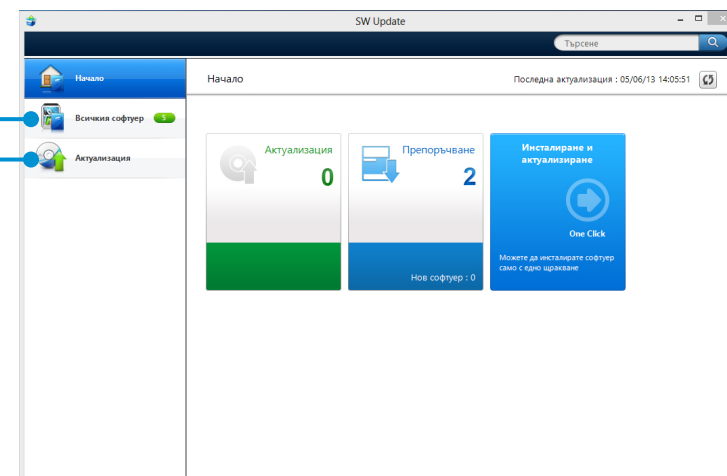 SW Update
Търсене
Начало
Всичкия софтуер 5
Актуализация
Начало
Последна актуализация : 05/06/13 14:05:51
Актуализация
0
Препоръчване
2
Нов софтуер : 0
Инсталиране и
актуализиране
One Click
Можете да инсталирате софтуер
само с едно щракване